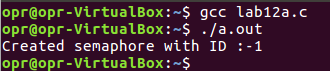 opr@opr-VirtualBox:~$ gcc lab12a.c
opr@opr-VirtualBox:~$ ./a.out
Created semaphore with ID :-1
opr@opr-VirtualBox:~$